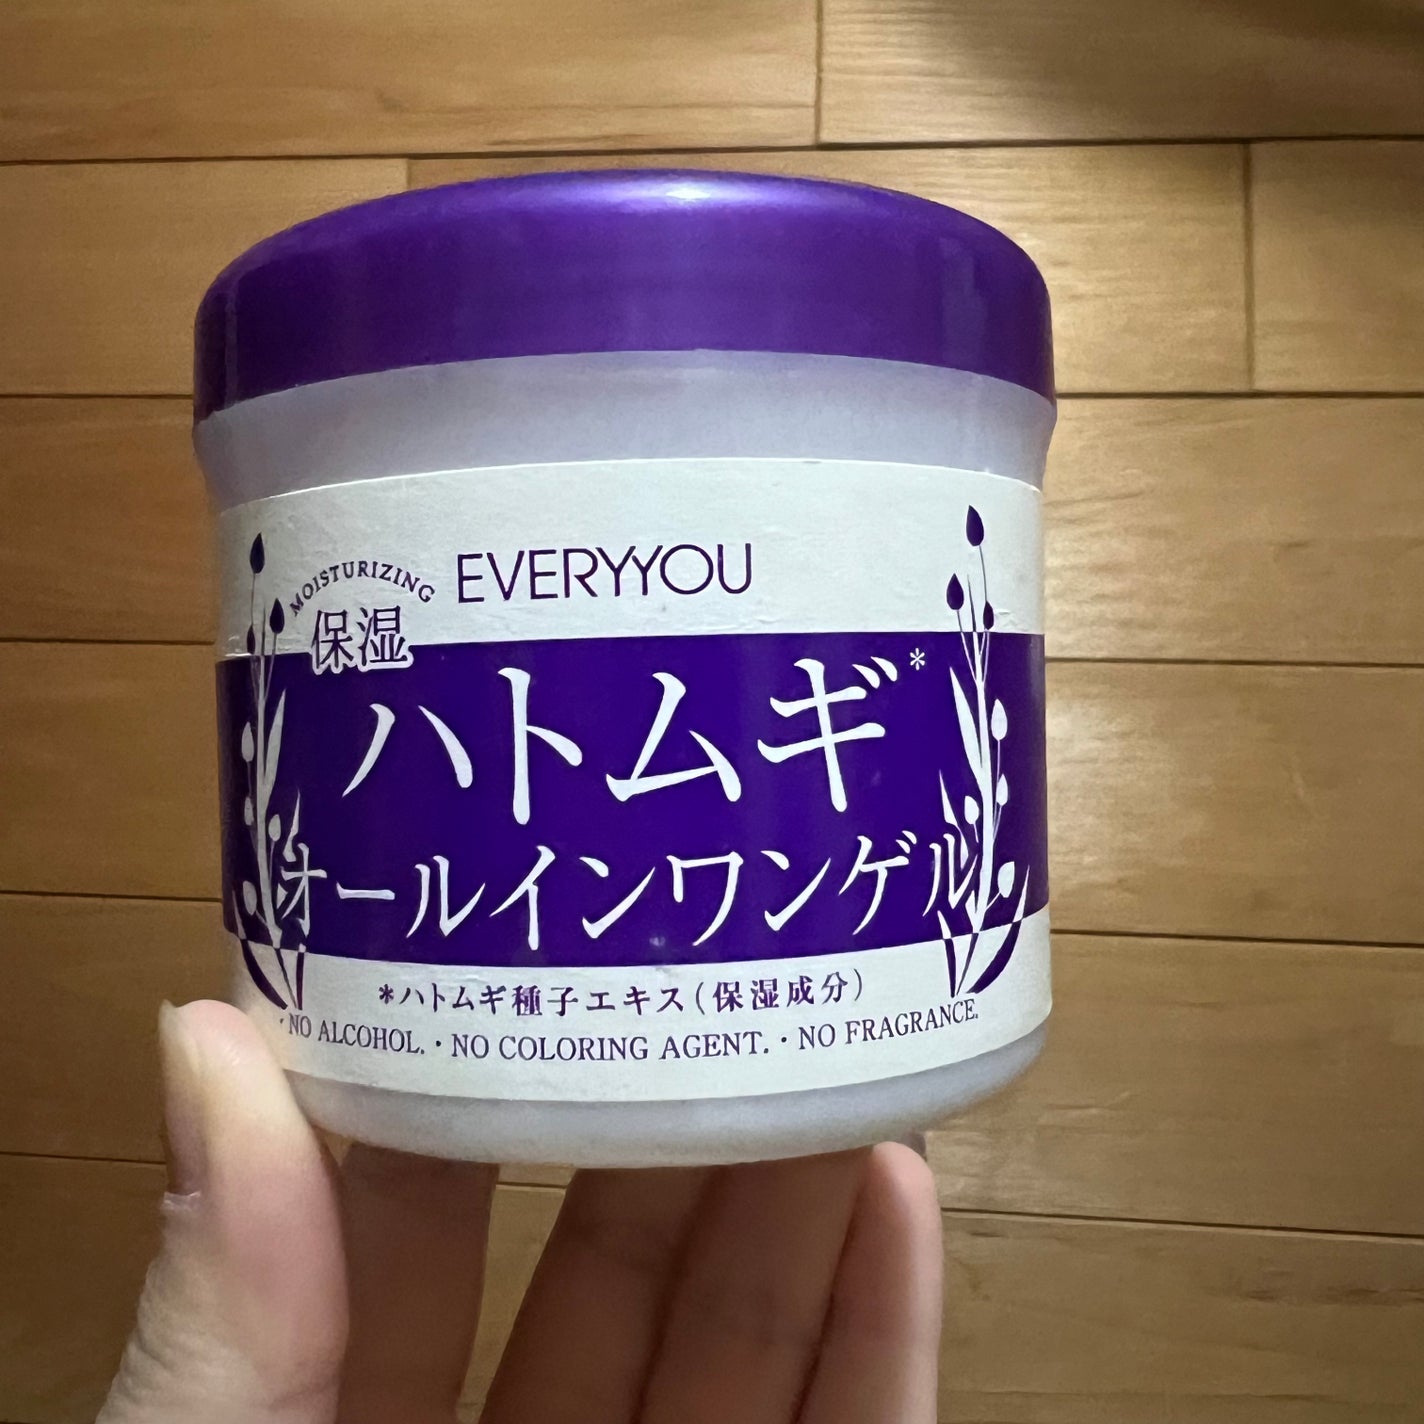 EVERYYOU
MOISTURIZING
保湿
ハトムギ*
オールインワンゲル
*ハトムギ種子エキス(保湿成分)
・NO ALCOHOL.・NO COLORING AGENT.・NO FRAGRANCE.